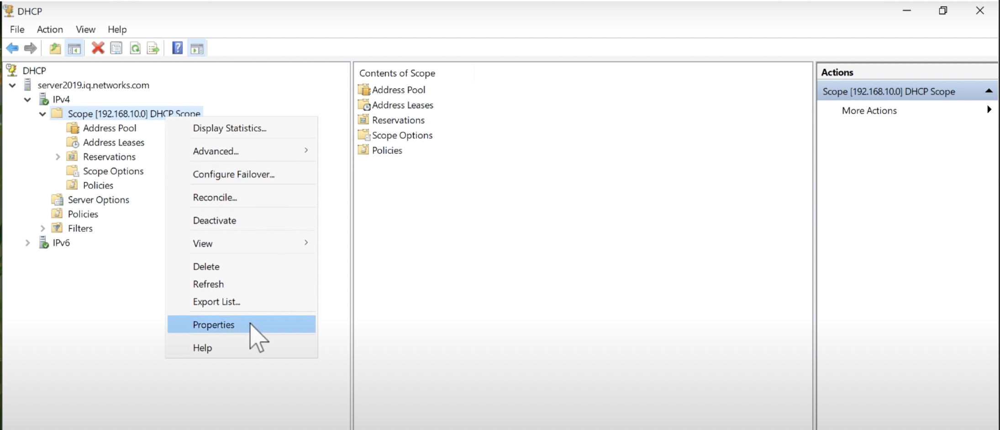 DHCP
File Action View Help
DHCP
server2019.iq.networks.com
IPv4
Scope [192.168.10.0] DHCP Scope
Address Pool
Address Leases
Reservations
Scope Options
Policies
Server Options
Policies
Filters
IPv6
Display Statistics...
Advanced...
Configure Failover...
Reconcile...
Deactivate
View
Delete
Refresh
Export List...
Properties
Help
Contents of Scope
Address Pool
Address Leases
Reservations
Scope Options
Policies
Actions
Scope [192.168.10.0] DHCP Scope
More Actions